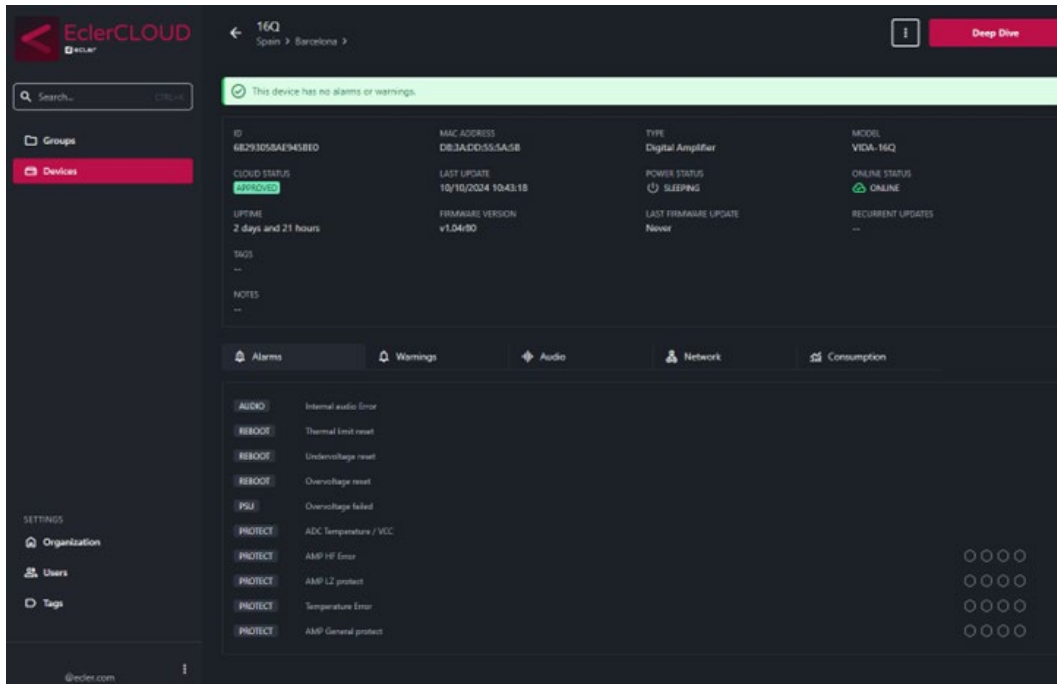 EclerCLOUD
ecler
Search...
CTRL+K
Groups
Devices
SETTINGS
Organization
Users
Tags
@ecler.com
16Q
Spain > Barcelona >
Deep Dive
This device has no alarms or warnings.
ID MAC ADDRESS TYPE MODEL
D8:3A:DD:55:5A:58 Digital Amplifier VIDA-16Q
CLOUD STATUS LAST UPDATE POWER STATUS ONLINE STATUS
APPROVED 10/10/2024 10:43:18 SLEEPING ONLINE
UPTIME FIRMWARE VERSION LAST FIRMWARE UPDATE RECURRENT UPDATES
2 days and 21 hours v1.04r80 Never --
TAGS
--
NOTES
--
Alarms Warnings Audio Network Consumption
AUDIO Internal audio Error
REBOOT Thermal limit reset
REBOOT Undervoltage reset
REBOOT Overvoltage reset
PSU Overvoltage failed
PROTECT ADC Temperature / VCC
PROTECT AMP HF Error
PROTECT AMP LZ protect
PROTECT Temperature Error
PROTECT AMP General protect